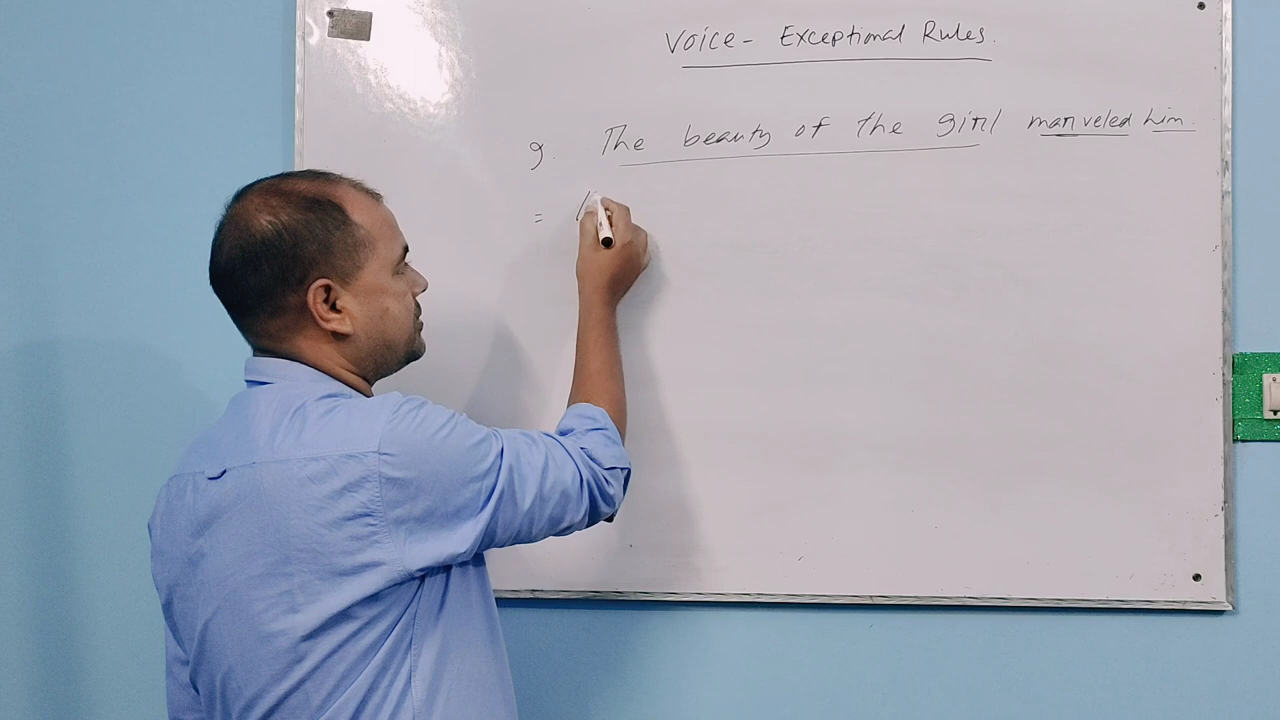 Voice - Exceptional Rules.
g. The beauty of the girl marveled him.
=